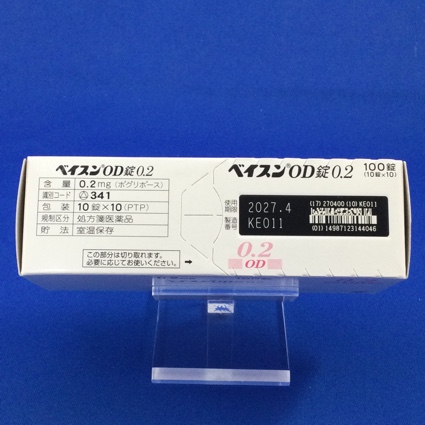 ベイスン®OD錠0.2
含量 0.2mg(ボグリボース)
識別コード 341
包装 10錠×10(PTP)
規制区分 処方箋医薬品
貯法 室温保存
この部分は切り取れます。
必要に応じてお使いください。→
ベイスン®OD錠0.2
100錠
(10錠×10)
使用期限 2027.4
製造番号 KE011
(17) 270400 (10) KE011
(01) 14987123144046
0.2
OD